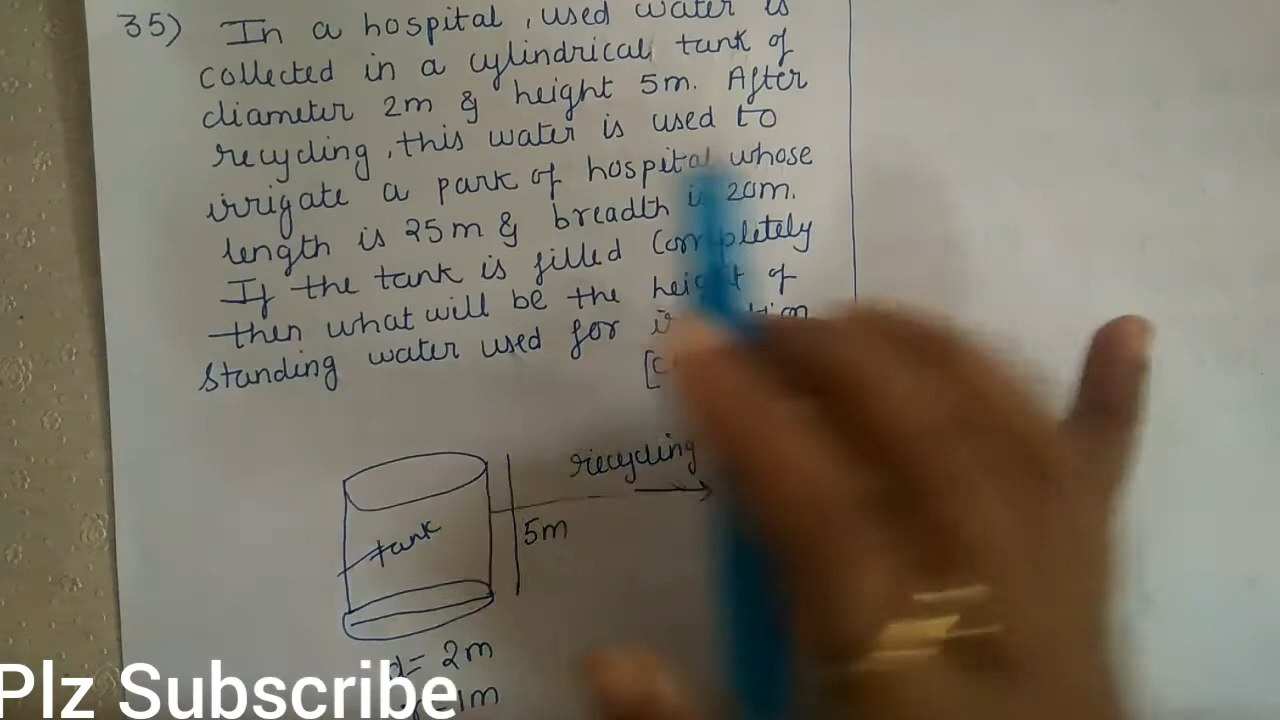 35) In a hospital, used water is
collected in a cylindrical tank of
diameter 2m & height 5m. After
recycling, this water is used to
irrigate a park of hospital whose
length is 25m & breadth is 20m.
If the tank is filled completely
then what will be the height of
standing water used for
recycling
tank
5m
d= 2m
1m
Plz Subscribe